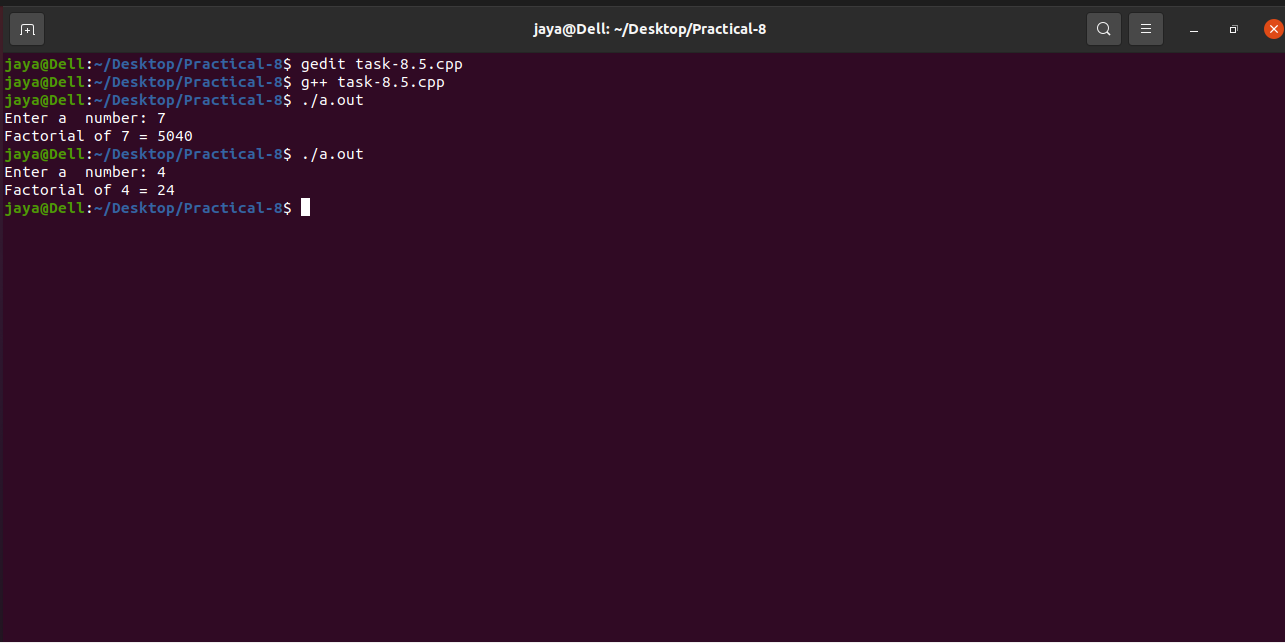 jaya@Dell: ~/Desktop/Practical-8
jaya@Dell:~/Desktop/Practical-8$ gedit task-8.5.cpp
jaya@Dell:~/Desktop/Practical-8$ g++ task-8.5.cpp
jaya@Dell:~/Desktop/Practical-8$ ./a.out
Enter a  number: 7
Factorial of 7 = 5040
jaya@Dell:~/Desktop/Practical-8$ ./a.out
Enter a  number: 4
Factorial of 4 = 24
jaya@Dell:~/Desktop/Practical-8$